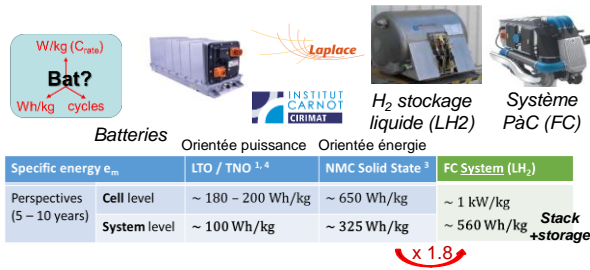 W/kg (Crate)
Bat?
Wh/kg cycles
Batteries
Laplace
INSTITUT
CARNOT
CIRIMAT
H2 stockage
liquide (LH2)
Système
PàC (FC)
Orientée puissance Orientée énergie
Specific energy em LTO / TNO 1, 4 NMC Solid State 3 FC System (LH2)
Perspectives
(5 – 10 years)
Cell level ~ 180 – 200 Wh/kg ~ 650 Wh/kg ~ 1 kW/kg
System level ~ 100 Wh/kg ~ 325 Wh/kg ~ 560 Wh/kg
Stack
+storage
x 1.8